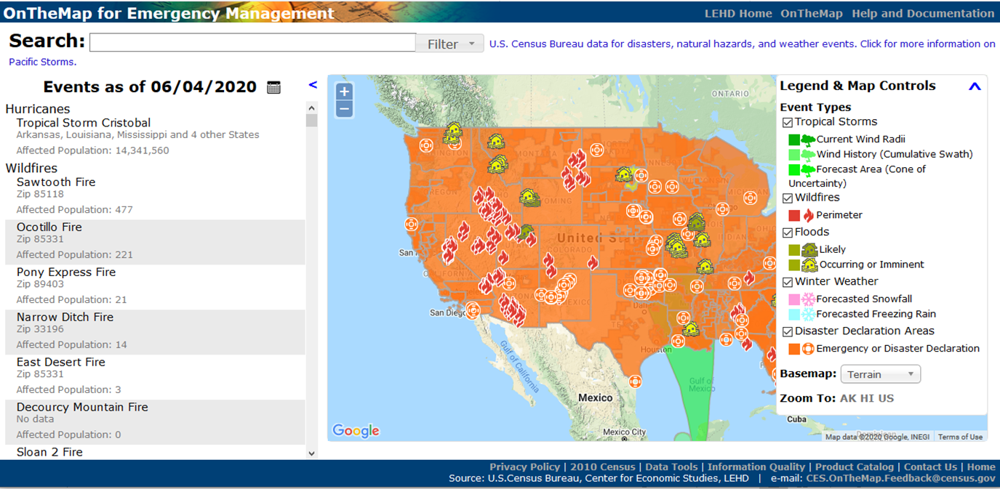 OnTheMap for Emergency Management
LEHD Home OnTheMap Help and Documentation
Search:
Filter
U.S. Census Bureau data for disasters, natural hazards, and weather events. Click for more information on
Pacific Storms.
Events as of 06/04/2020
<
Hurricanes
Tropical Storm Cristobal
Arkansas, Louisiana, Mississippi and 4 other States
Affected Population: 14,341,560
Wildfires
Sawtooth Fire
Zip 85118
Affected Population: 477
Ocotillo Fire
Zip 85331
Affected Population: 221
Pony Express Fire
Zip 89403
Affected Population: 21
Narrow Ditch Fire
Zip 33196
Affected Population: 14
East Desert Fire
Zip 85331
Affected Population: 3
Decourcy Mountain Fire
No data
Affected Population: 0
Sloan 2 Fire
+
−
ONTARIO
United Sta
COLORADO
San Diego
Houston
Gulf of California
Gulf of Mexico
Mexico
Mexico City
Cuba
Google
Map data ©2020 Google, INEGI
Terms of Use
Legend & Map Controls
Event Types
Tropical Storms
Current Wind Radii
Wind History (Cumulative Swath)
Forecast Area (Cone of
Uncertainty)
Wildfires
Perimeter
Floods
Likely
Occurring or Imminent
Winter Weather
Forecasted Snowfall
Forecasted Freezing Rain
Disaster Declaration Areas
Emergency or Disaster Declaration
Basemap: Terrain
Zoom To: AK HI US
Privacy Policy | 2010 Census | Data Tools | Information Quality | Product Catalog | Contact Us | Home
Source: U.S.Census Bureau, Center for Economic Studies, LEHD | e-mail: CES.OnTheMap.Feedback@census.gov